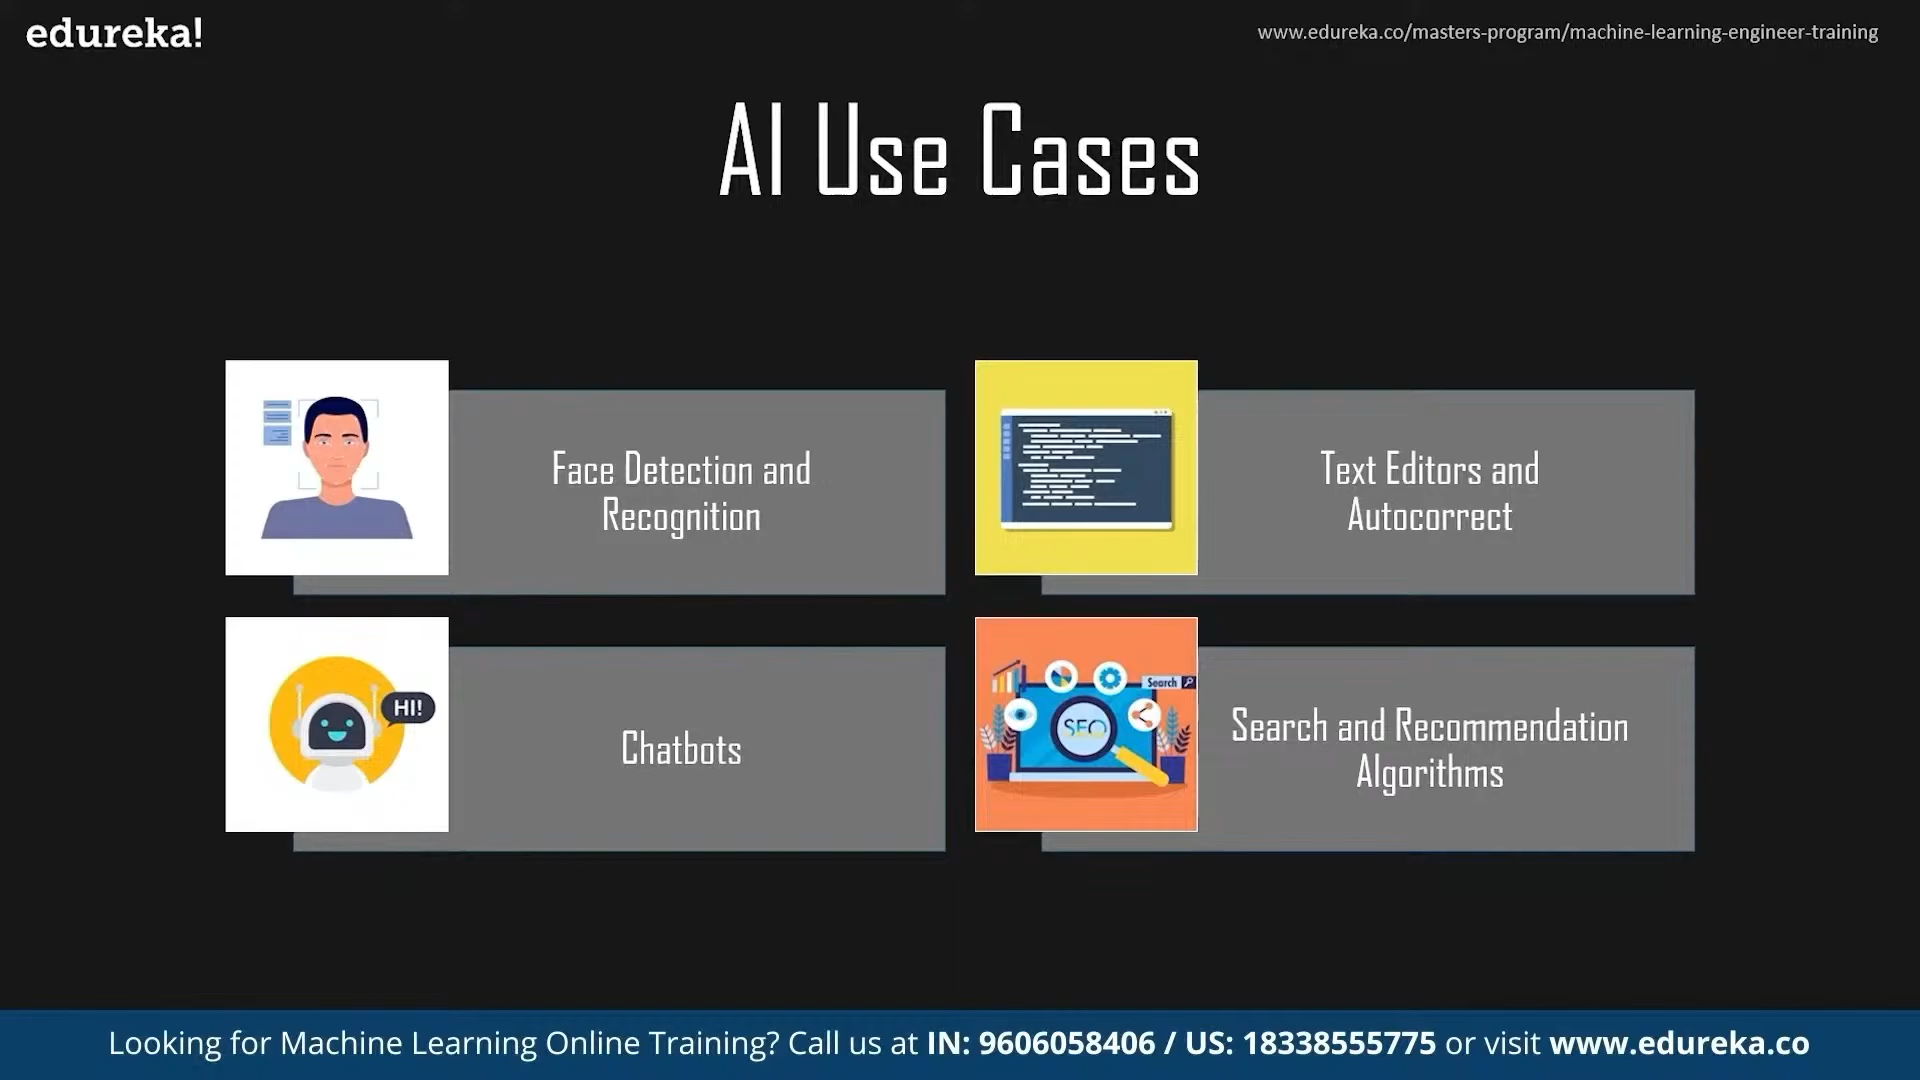 edureka!
www.edureka.co/masters-program/machine-learning-engineer-training
AI Use Cases
Face Detection and
Recognition
Text Editors and
Autocorrect
HI!
Chatbots
Search
SEO
Search and Recommendation
Algorithms
Looking for Machine Learning Online Training? Call us at IN: 9606058406 / US: 18338555775 or visit www.edureka.co